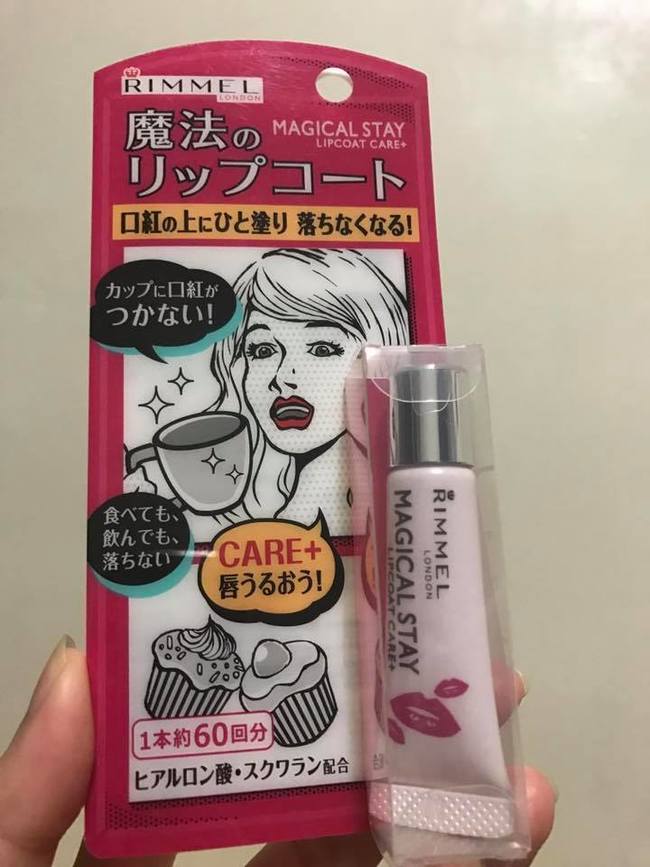 RIMMEL
LONDON
MAGICAL STAY
LIPCOAT CARE+
魔法の
リップコート
口紅の上にひと塗り 落ちなくなる!
カップに口紅が
つかない!
食べても、
飲んでも、
落ちない
CARE+
唇うるおう!
1本約60回分
ヒアルロン酸・スクワラン配合
RIMMEL
LONDON
MAGICAL STAY
LIPCOAT CARE+